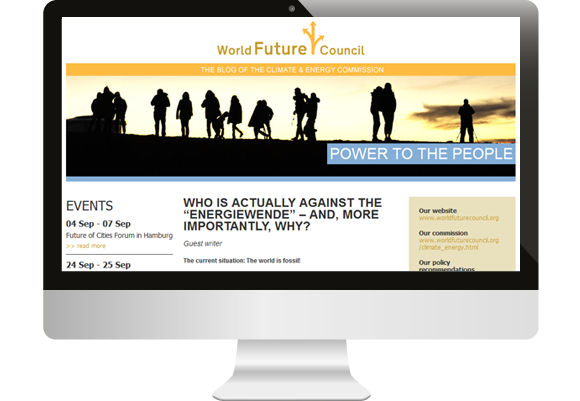 World Future Council
THE BLOG OF THE CLIMATE & ENERGY COMMISSION
POWER TO THE PEOPLE
EVENTS
04 Sep - 07 Sep
Future of Cities Forum in Hamburg
>> read more
24 Sep - 25 Sep
WHO IS ACTUALLY AGAINST THE
“ENERGIEWENDE” – AND, MORE
IMPORTANTLY, WHY?
Guest writer
The current situation: The world is fossil!
Our website
www.worldfuturecouncil.org
Our commission
www.worldfuturecouncil.org
/climate_energy.html
Our policy
recommendations